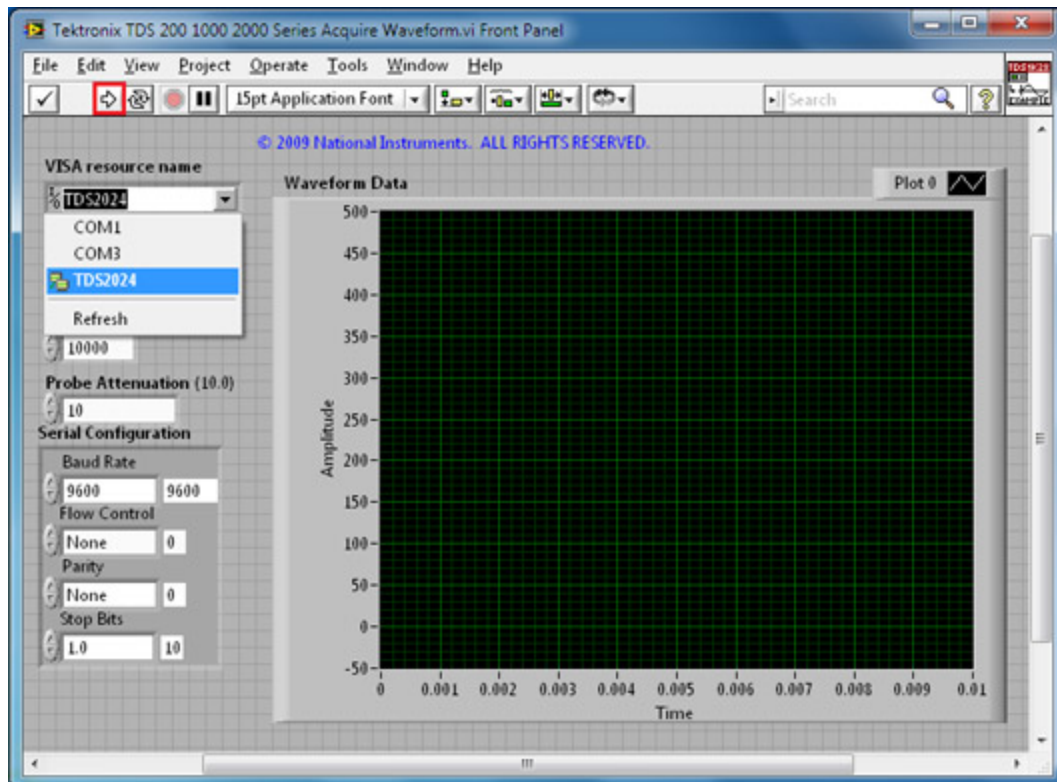 Tektronix TDS 200 1000 2000 Series Acquire Waveform.vi Front Panel
File Edit View Project Operate Tools Window Help
15pt Application Font
Search
© 2009 National Instruments. ALL RIGHTS RESERVED.
VISA resource name
TDS2024
COM1
COM3
TDS2024
Refresh
10000
Probe Attenuation (10.0)
10
Serial Configuration
Baud Rate
9600 9600
Flow Control
None 0
Parity
None 0
Stop Bits
1.0 10
Waveform Data
Plot 0
500
450
400
350
300
250
200
150
100
50
0
-50
Amplitude
0 0.001 0.002 0.003 0.004 0.005 0.006 0.007 0.008 0.009 0.01
Time